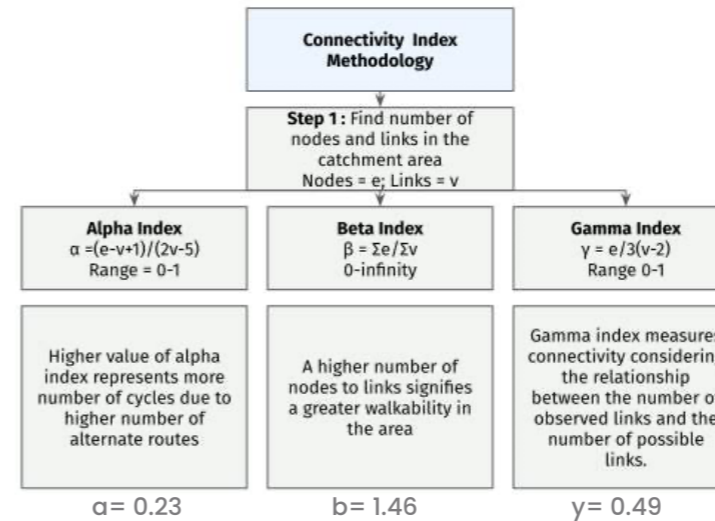 Connectivity Index
Methodology
Step 1: Find number of
nodes and links in the
catchment area
Nodes = e; Links = v
Alpha Index
α =(e-v+1)/(2v-5)
Range = 0-1
Beta Index
β = Σe/Σv
0-infinity
Gamma Index
γ = e/3(v-2)
Range 0-1
Higher value of alpha
index represents more
number of cycles due to
higher number of
alternate routes
A higher number of
nodes to links signifies
a greater walkability in
the area
Gamma index measures
connectivity considering
the relationship
between the number of
observed links and the
number of possible
links.
a= 0.23
b= 1.46
y= 0.49